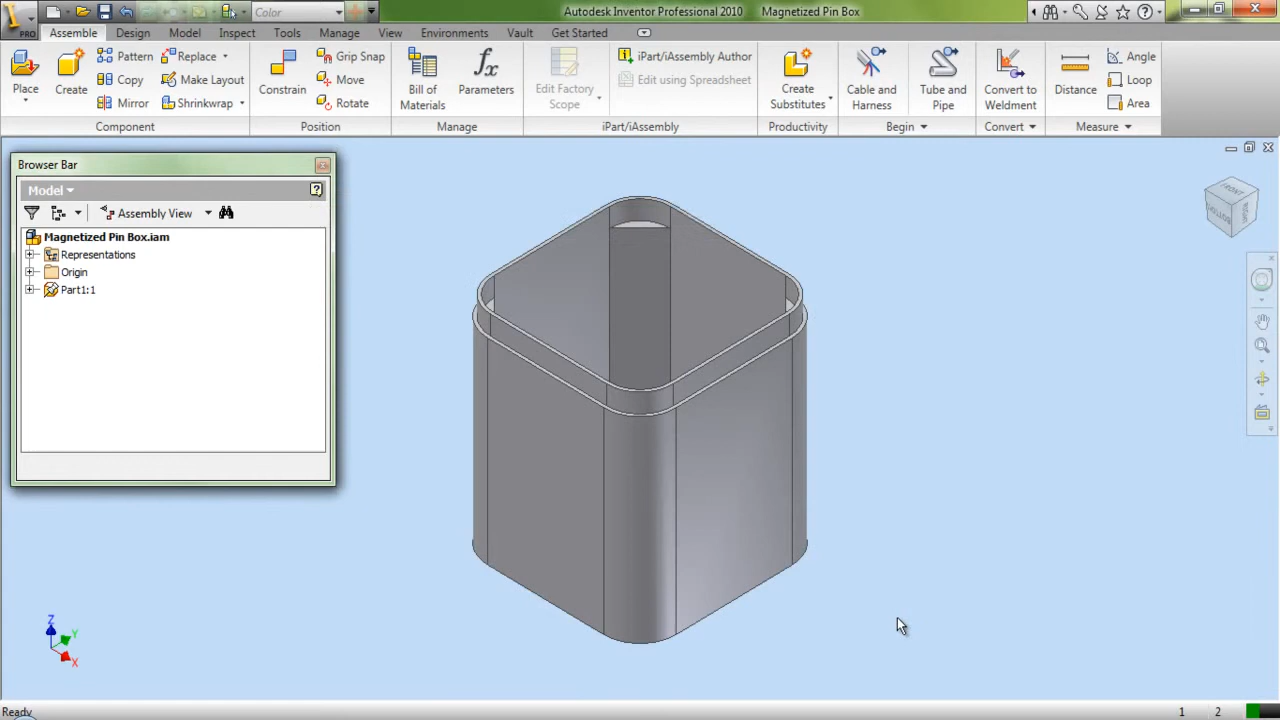 PRO
Color
Autodesk Inventor Professional 2010 Magnetized Pin Box
Assemble Design Model Inspect Tools Manage View Environments Vault Get Started
Place
Create
Pattern
Copy
Mirror
Replace
Make Layout
Shrinkwrap
Component
Constrain
Grip Snap
Move
Rotate
Position
Bill of
Materials
Parameters
Manage
Edit Factory
Scope
iPart/iAssembly Author
Edit using Spreadsheet
iPart/iAssembly
Create
Substitutes
Productivity
Cable and
Harness
Tube and
Pipe
Begin
Convert to
Weldment
Convert
Distance
Angle
Loop
Area
Measure
Browser Bar
Model
Assembly View
Magnetized Pin Box.iam
Representations
Origin
Part1:1
FRONT
BOTTOM
Z
Y
X
Ready
1 2